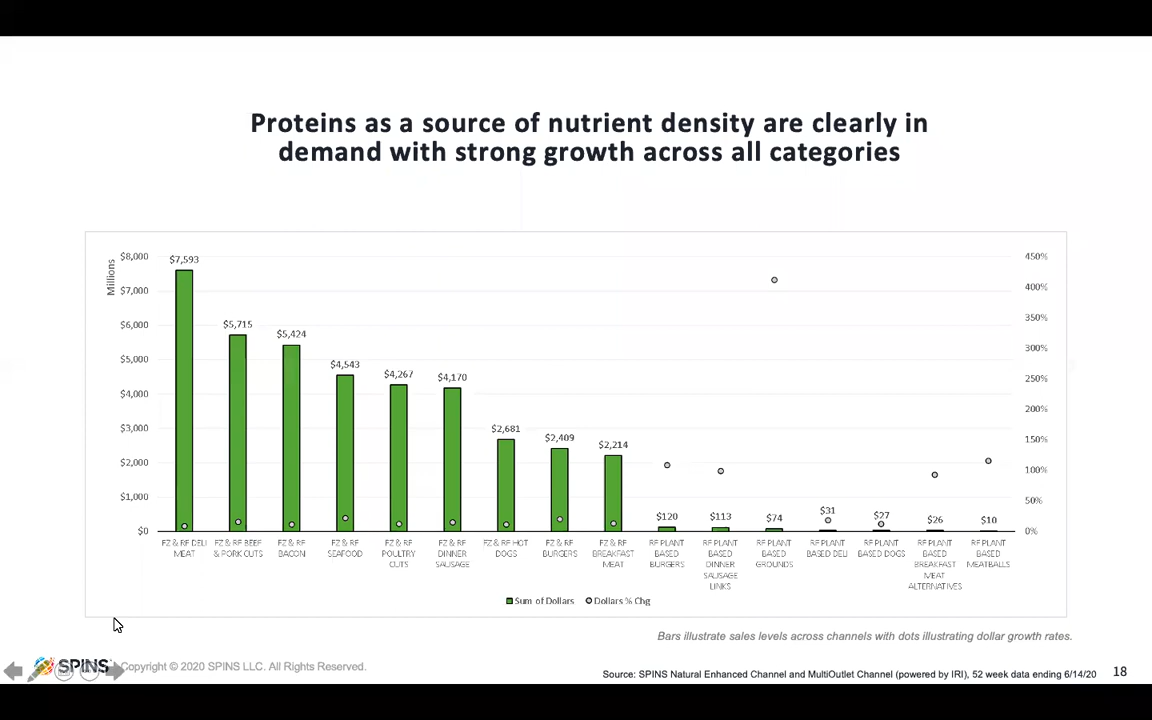 Proteins as a source of nutrient density are clearly in
demand with strong growth across all categories
Millions
$8,000
$7,000
$6,000
$5,000
$4,000
$3,000
$2,000
$1,000
$0
$7,593
$5,715
$5,424
$4,543
$4,267
$4,170
$2,681
$2,409
$2,214
$120
$113
$74
$31
$27
$26
$10
450%
400%
350%
300%
250%
200%
150%
100%
50%
0%
FZ & RF DELI
MEAT
FZ & RF BEEF
& PORK CUTS
FZ & RF
BACON
FZ & RF
SEAFOOD
FZ & RF
POULTRY
CUTS
FZ & RF
DINNER
SAUSAGE
FZ & RF HOT
DOGS
FZ & RF
BURGERS
FZ & RF
BREAKFAST
MEAT
RF PLANT
BASED
BURGERS
RF PLANT
BASED
DINNER
SAUSAGE
LINKS
RF PLANT
BASED
GROUNDS
RF PLANT
BASED DELI
RF PLANT
BASED DOGS
RF PLANT
BASED
BREAKFAST
MEAT
ALTERNATIVES
RF PLANT
BASED
MEATBALLS
Sum of Dollars
Dollars % Chg
Bars illustrate sales levels across channels with dots illustrating dollar growth rates.
SPINS
Copyright © 2020 SPINS LLC. All Rights Reserved.
Source: SPINS Natural Enhanced Channel and MultiOutlet Channel (powered by IRI), 52 week data ending 6/14/20
18